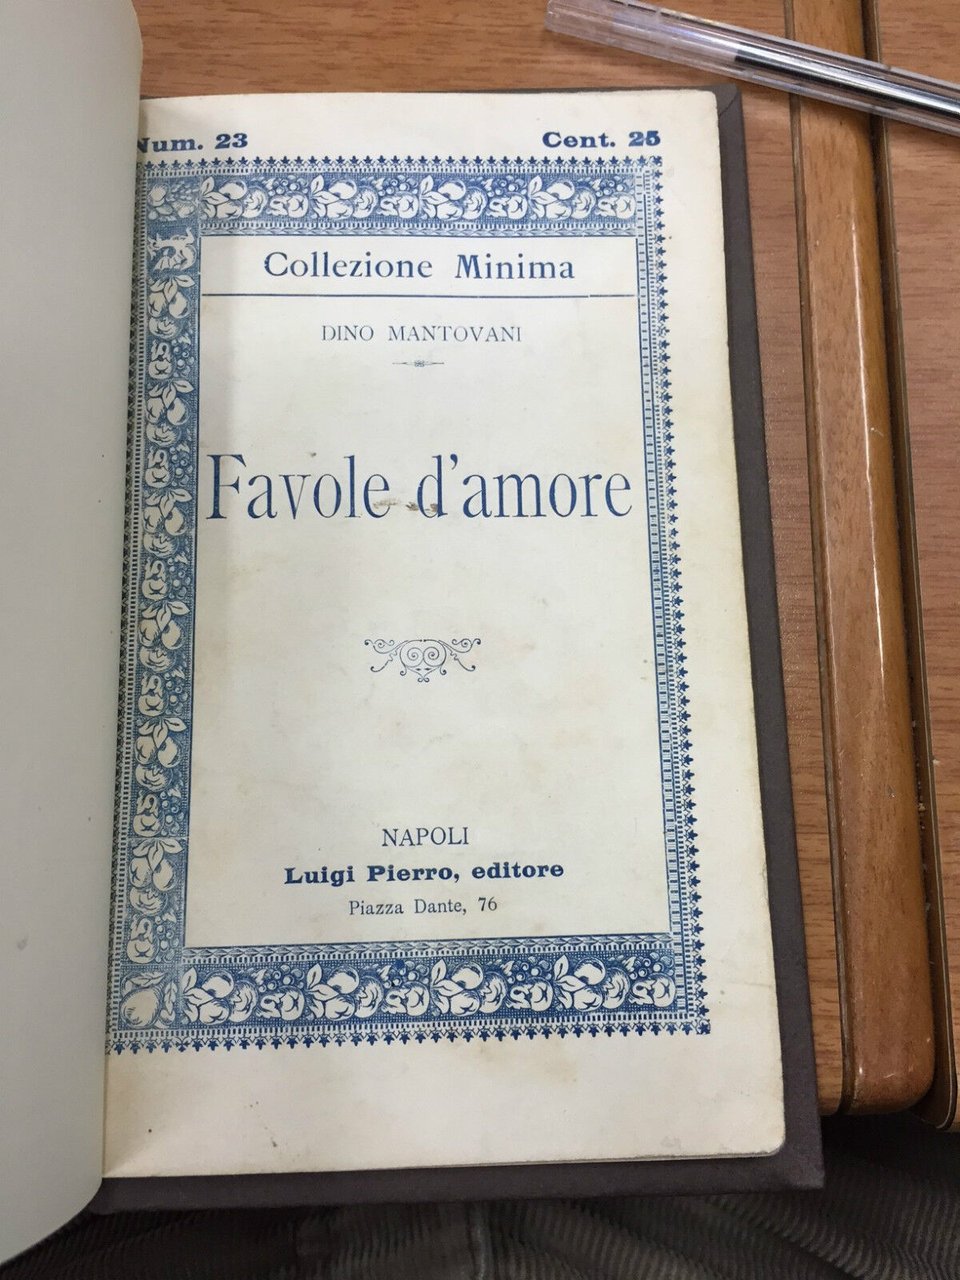 Num. 23
Cent. 25
Collezione Minima
DINO MANTOVANI
Favole d'amore
NAPOLI
Luigi Pierro, editore
Piazza Dante, 76